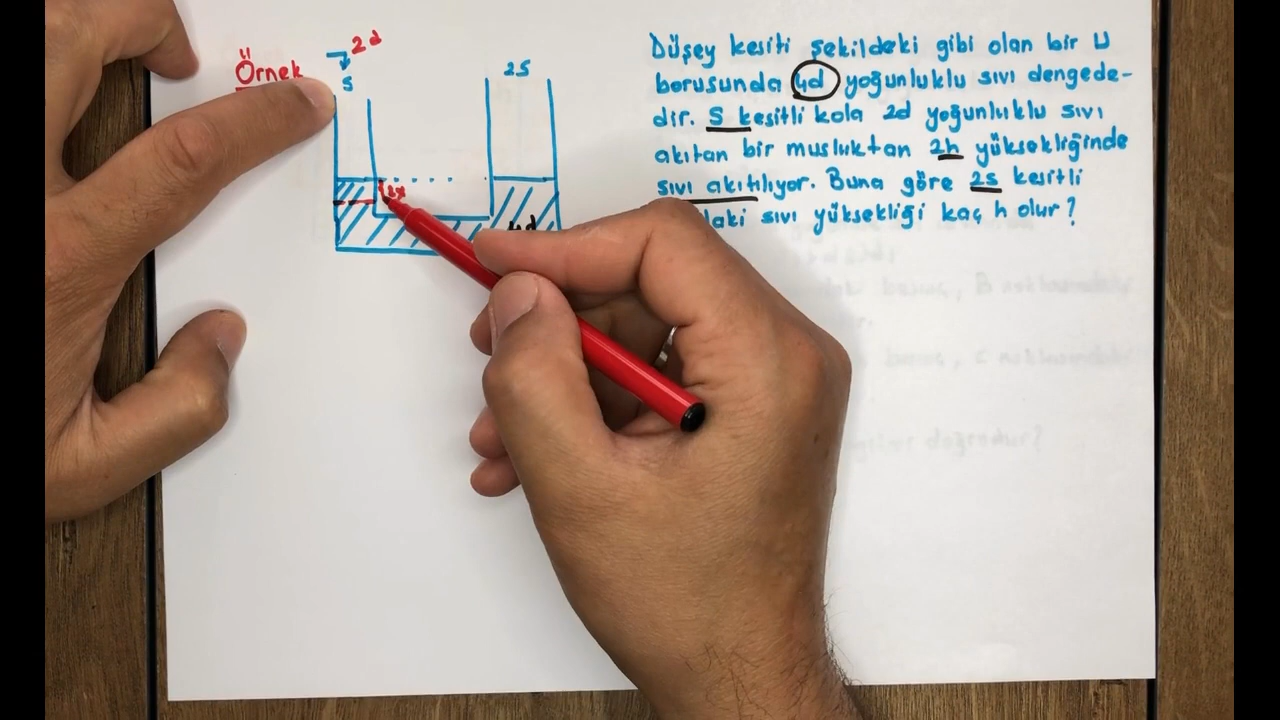 Örnek
2d
S
2S
2x
4d
Düşey kesiti şekildeki gibi olan bir U
borusunda 4d yoğunluklu sıvı dengede-
dir. S kesitli kola 2d yoğunluklu sıvı
akıtan bir musluktan 2h yüksekliğinde
sıvı akıtılıyor. Buna göre 2s kesitli
sıvı yüksekliği kaç h olur?